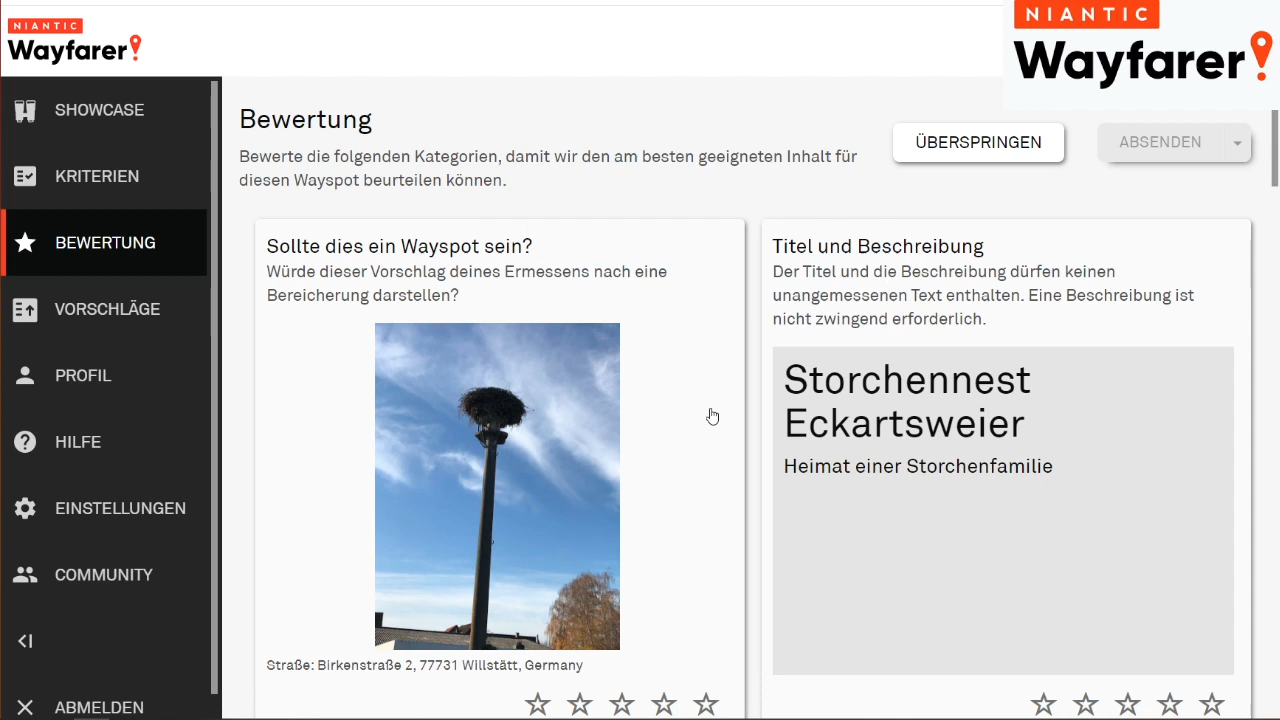 NIANTIC
Wayfarer!
NIANTIC
Wayfarer!
SHOWCASE
KRITERIEN
BEWERTUNG
VORSCHLÄGE
PROFIL
HILFE
EINSTELLUNGEN
COMMUNITY
ABMELDEN
Bewertung
Bewerte die folgenden Kategorien, damit wir den am besten geeigneten Inhalt für
diesen Wayspot beurteilen können.
ÜBERSPRINGEN
ABSENDEN
Sollte dies ein Wayspot sein?
Würde dieser Vorschlag deines Ermessens nach eine
Bereicherung darstellen?
Straße: Birkenstraße 2, 77731 Willstätt, Germany
Titel und Beschreibung
Der Titel und die Beschreibung dürfen keinen
unangemessenen Text enthalten. Eine Beschreibung ist
nicht zwingend erforderlich.
Storchennest
Eckartsweier
Heimat einer Storchenfamilie